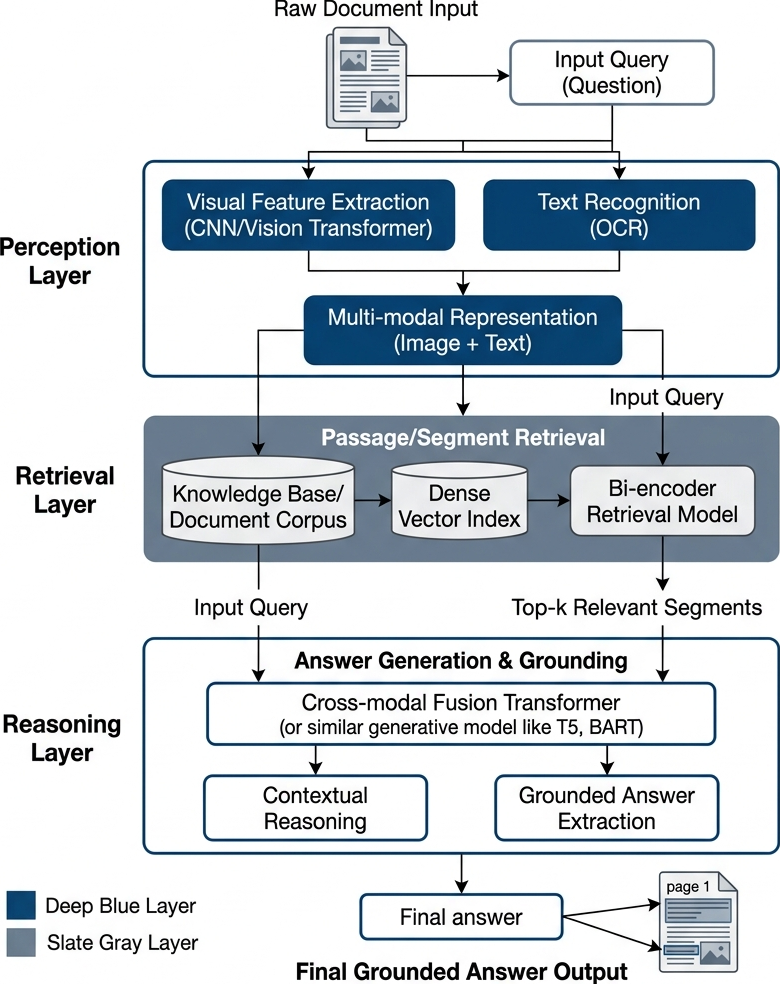 Raw Document Input
Input Query
(Question)
Perception
Layer
Visual Feature Extraction
(CNN/Vision Transformer)
Text Recognition
(OCR)
Multi-modal Representation
(Image + Text)
Input Query
Retrieval
Layer
Passage/Segment Retrieval
Knowledge Base/
Document Corpus
Dense
Vector Index
Bi-encoder
Retrieval Model
Input Query
Top-k Relevant Segments
Reasoning
Layer
Answer Generation & Grounding
Cross-modal Fusion Transformer
(or similar generative model like T5, BART)
Contextual
Reasoning
Grounded Answer
Extraction
Deep Blue Layer
Slate Gray Layer
Final answer
page 1
Final Grounded Answer Output